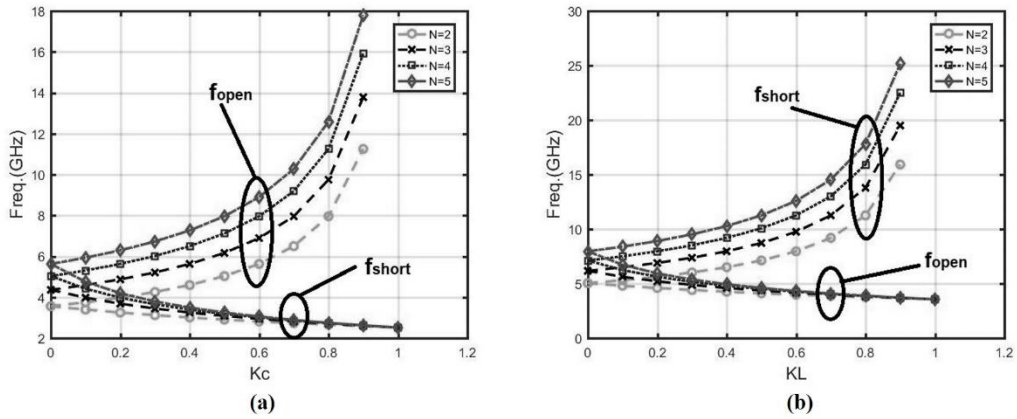 18
16
14
12
10
8
6
4
2
Freq.(GHz)
0
0.2
0.4
0.6
0.8
1
1.2
Kc
fopen
fshort
N=2
N=3
N=4
N=5
(a)
30
25
20
15
10
5
0
Freq.(GHz)
0
0.2
0.4
0.6
0.8
1
1.2
KL
fshort
fopen
N=2
N=3
N=4
N=5
(b)